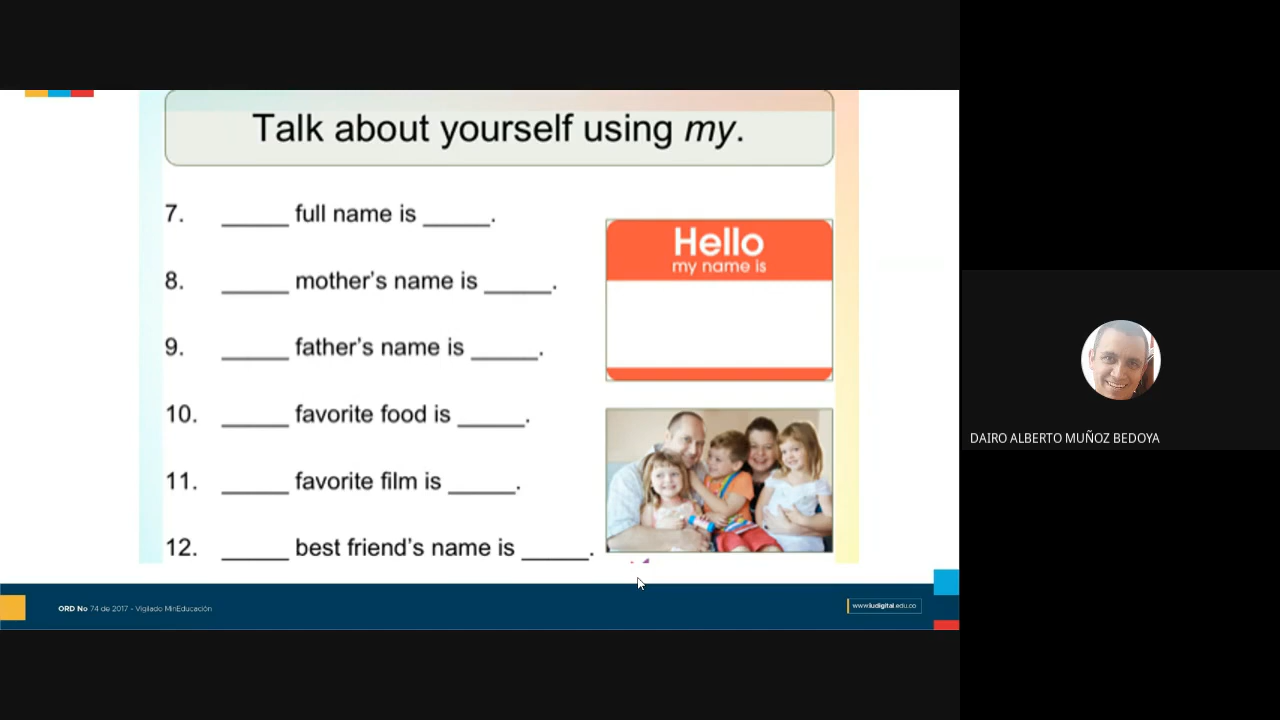 Talk about yourself using my.
7. _____ full name is _____.
8. _____ mother's name is _____.
9. _____ father's name is _____.
10. _____ favorite food is _____.
11. _____ favorite film is _____.
12. _____ best friend's name is _____.
Hello
my name is
DAIRO ALBERTO MUÑOZ BEDOYA
ORD No 74 de 2017 - Vigilado MinEducación
www.iudigital.edu.co